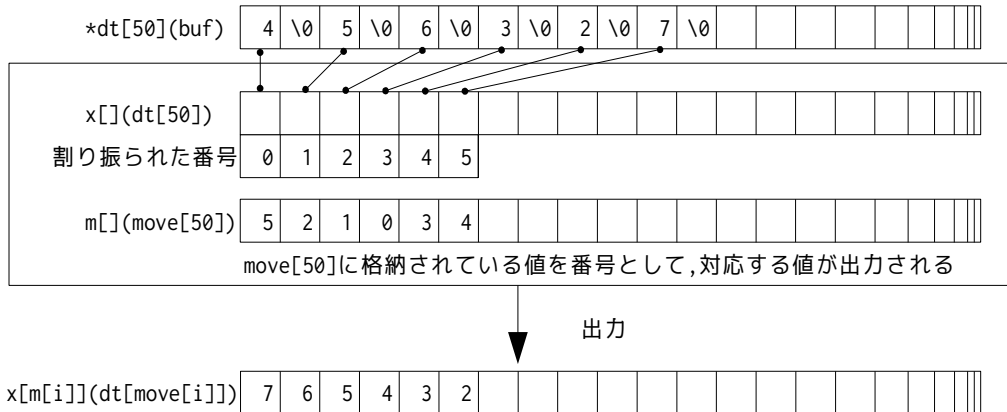 *dt[50](buf) 4 \0 5 \0 6 \0 3 \0 2 \0 7 \0
x[](dt[50])
割り振られた番号 0 1 2 3 4 5
m[](move[50]) 5 2 1 0 3 4
move[50]に格納されている値を番号として,対応する値が出力される
出力
x[m[i]](dt[move[i]]) 7 6 5 4 3 2